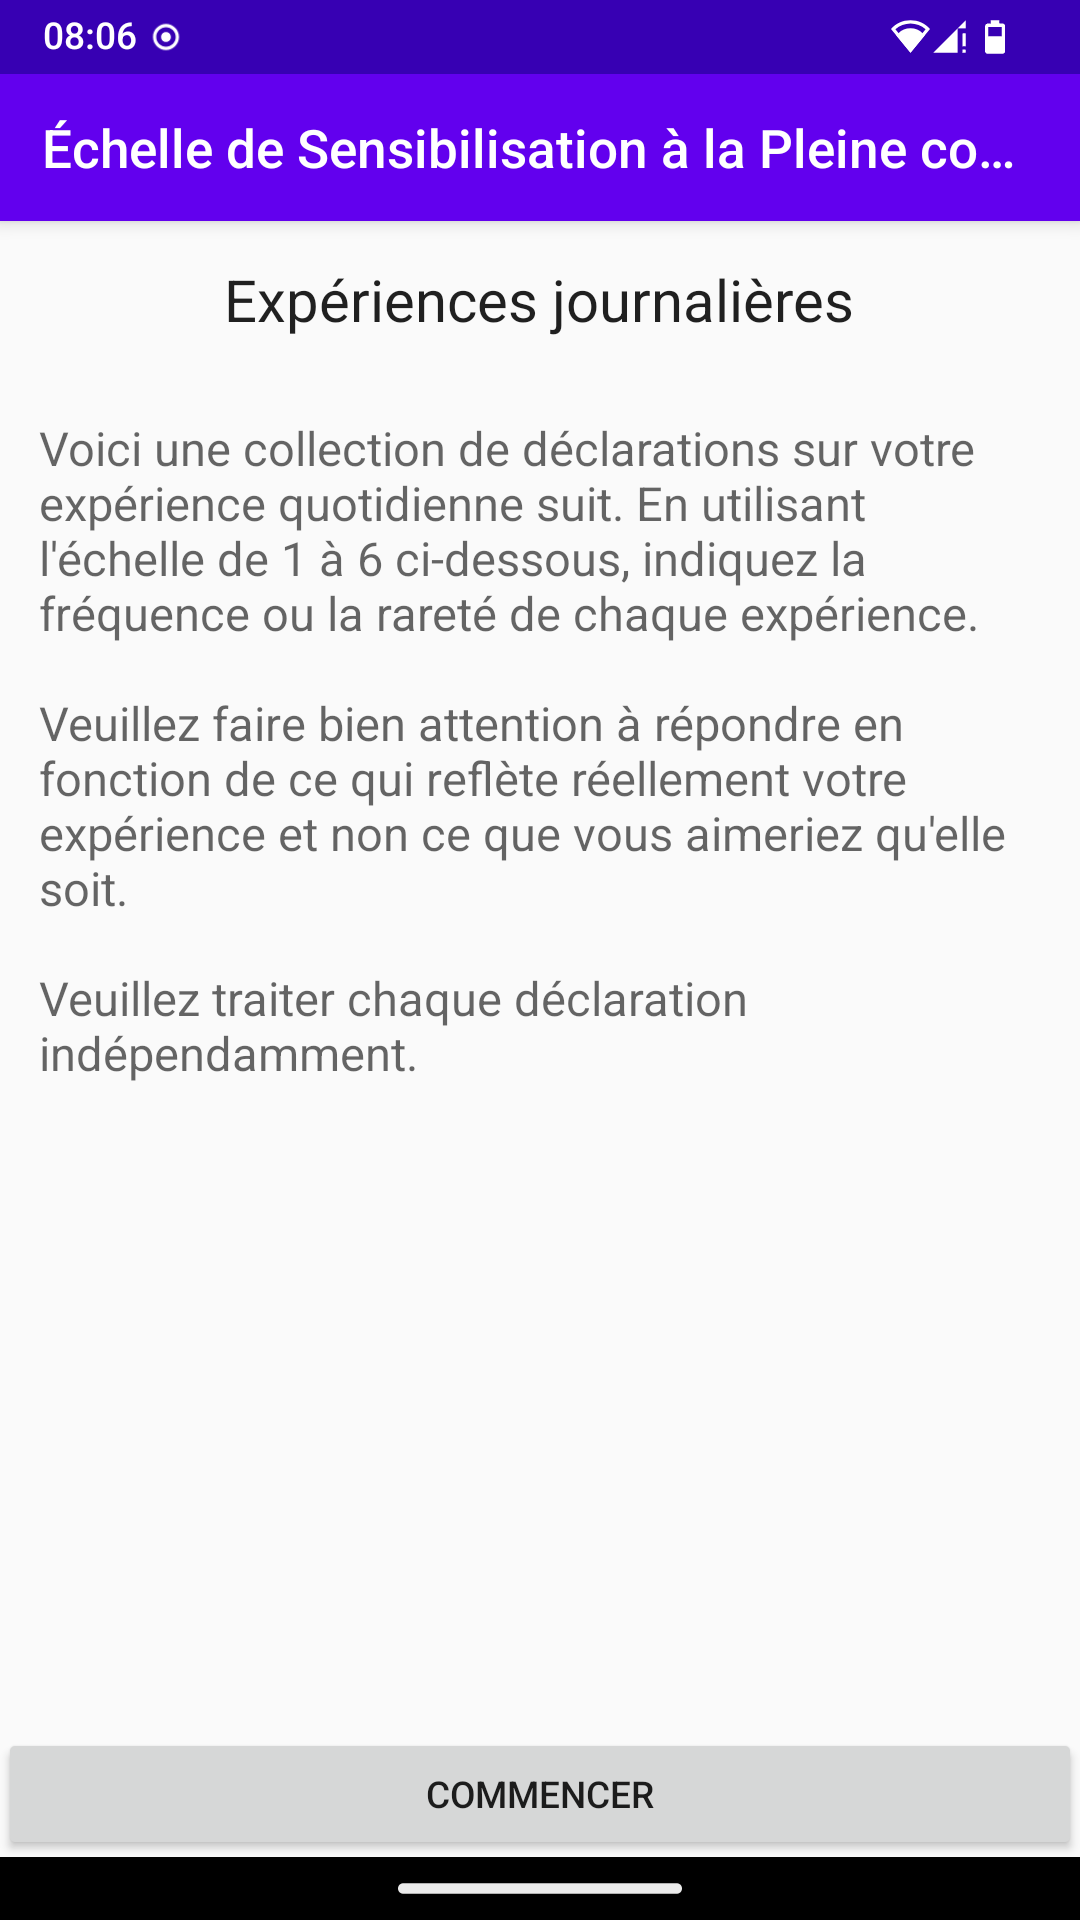 08:06
Échelle de Sensibilisation à la Pleine co...
Expériences journalières
Voici une collection de déclarations sur votre
expérience quotidienne suit. En utilisant
l'échelle de 1 à 6 ci-dessous, indiquez la
fréquence ou la rareté de chaque expérience.
Veuillez faire bien attention à répondre en
fonction de ce qui reflète réellement votre
expérience et non ce que vous aimeriez qu'elle
soit.
Veuillez traiter chaque déclaration
indépendamment.
COMMENCER